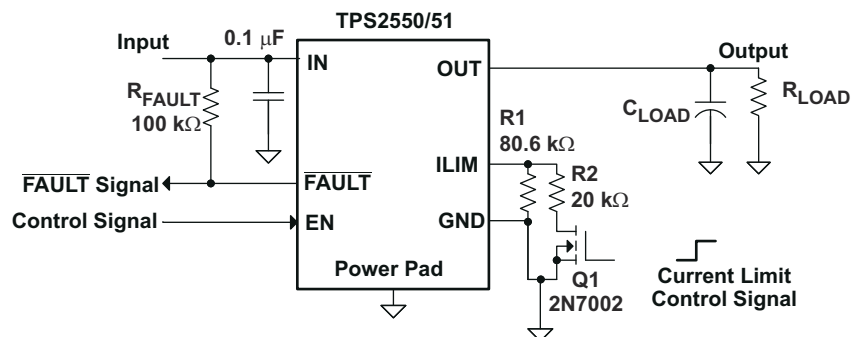 TPS2550/51
Input
0.1 μF
IN
OUT
Output
R_FAULT
100 kΩ
R1
80.6 kΩ
C_LOAD
R_LOAD
ILIM
R2
20 kΩ
FAULT Signal
FAULT
Control Signal
EN
GND
Power Pad
Q1
2N7002
Current Limit
Control Signal